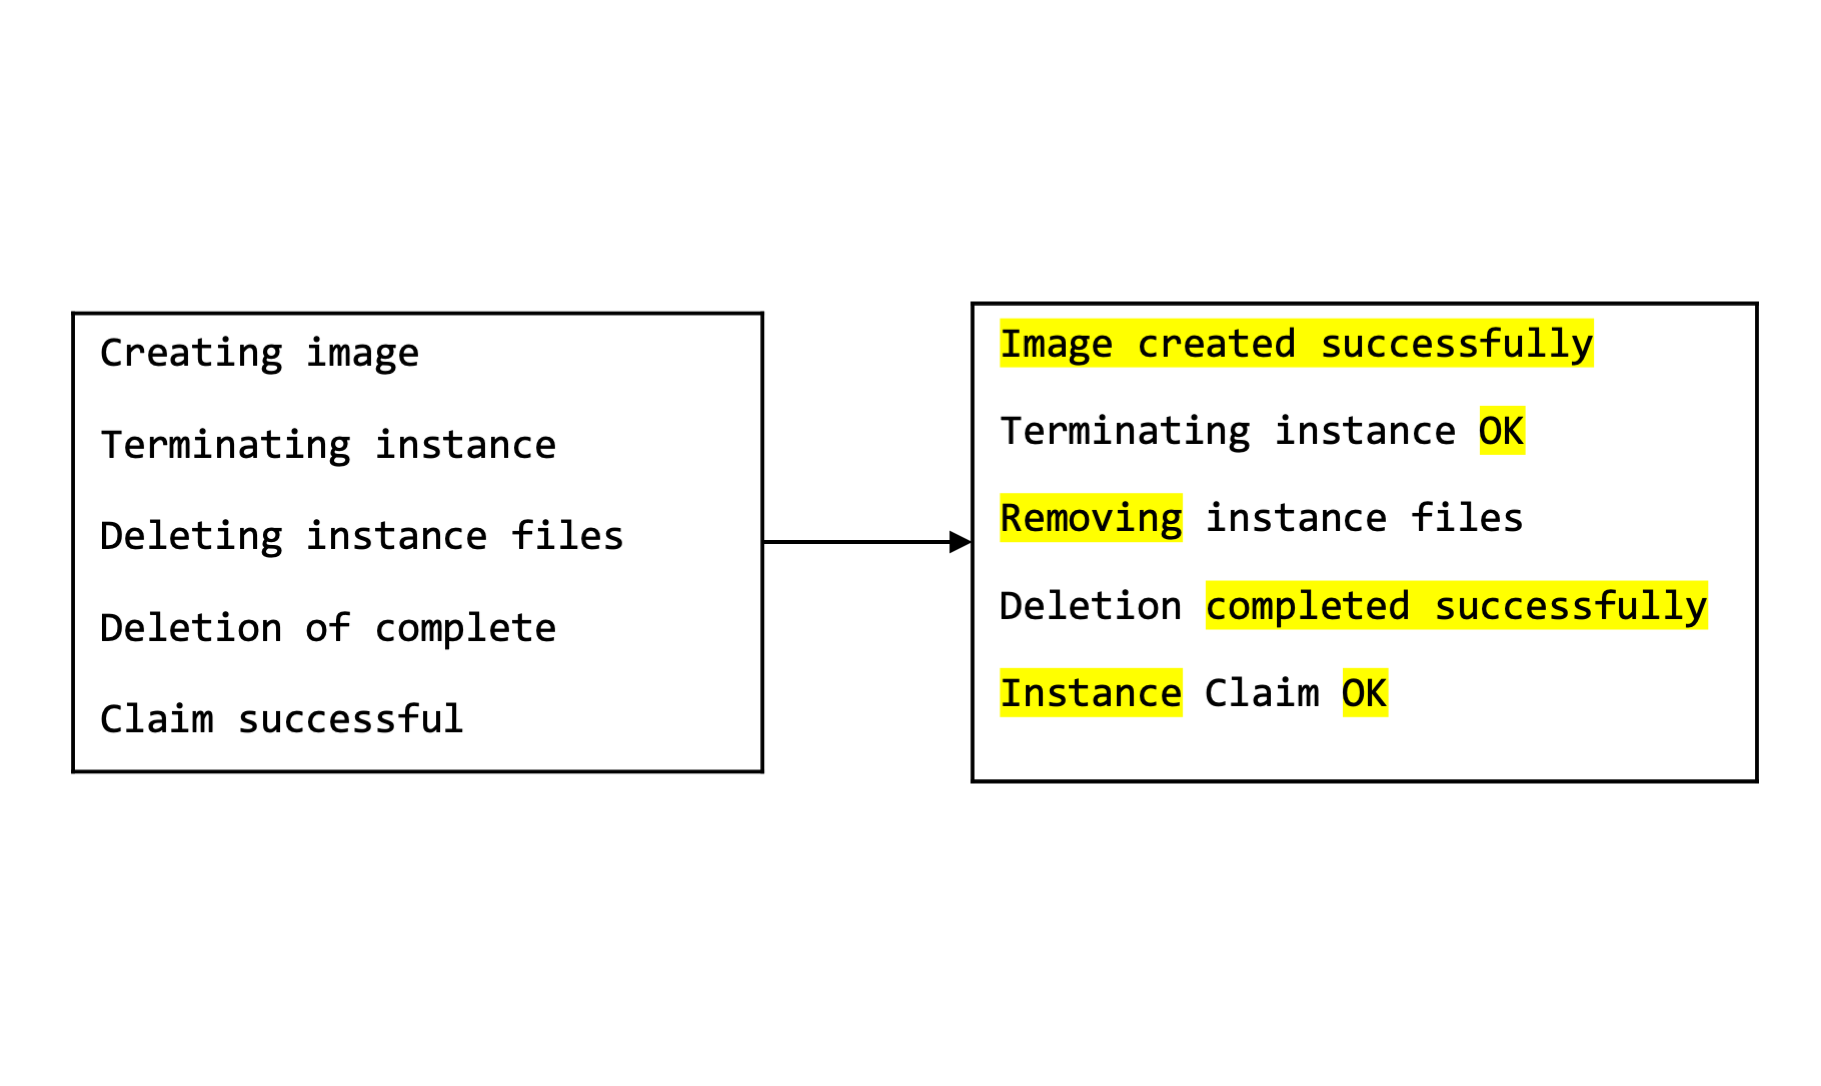 Creating image
Terminating instance
Deleting instance files
Deletion of complete
Claim successful
Image created successfully
Terminating instance OK
Removing instance files
Deletion completed successfully
Instance Claim OK